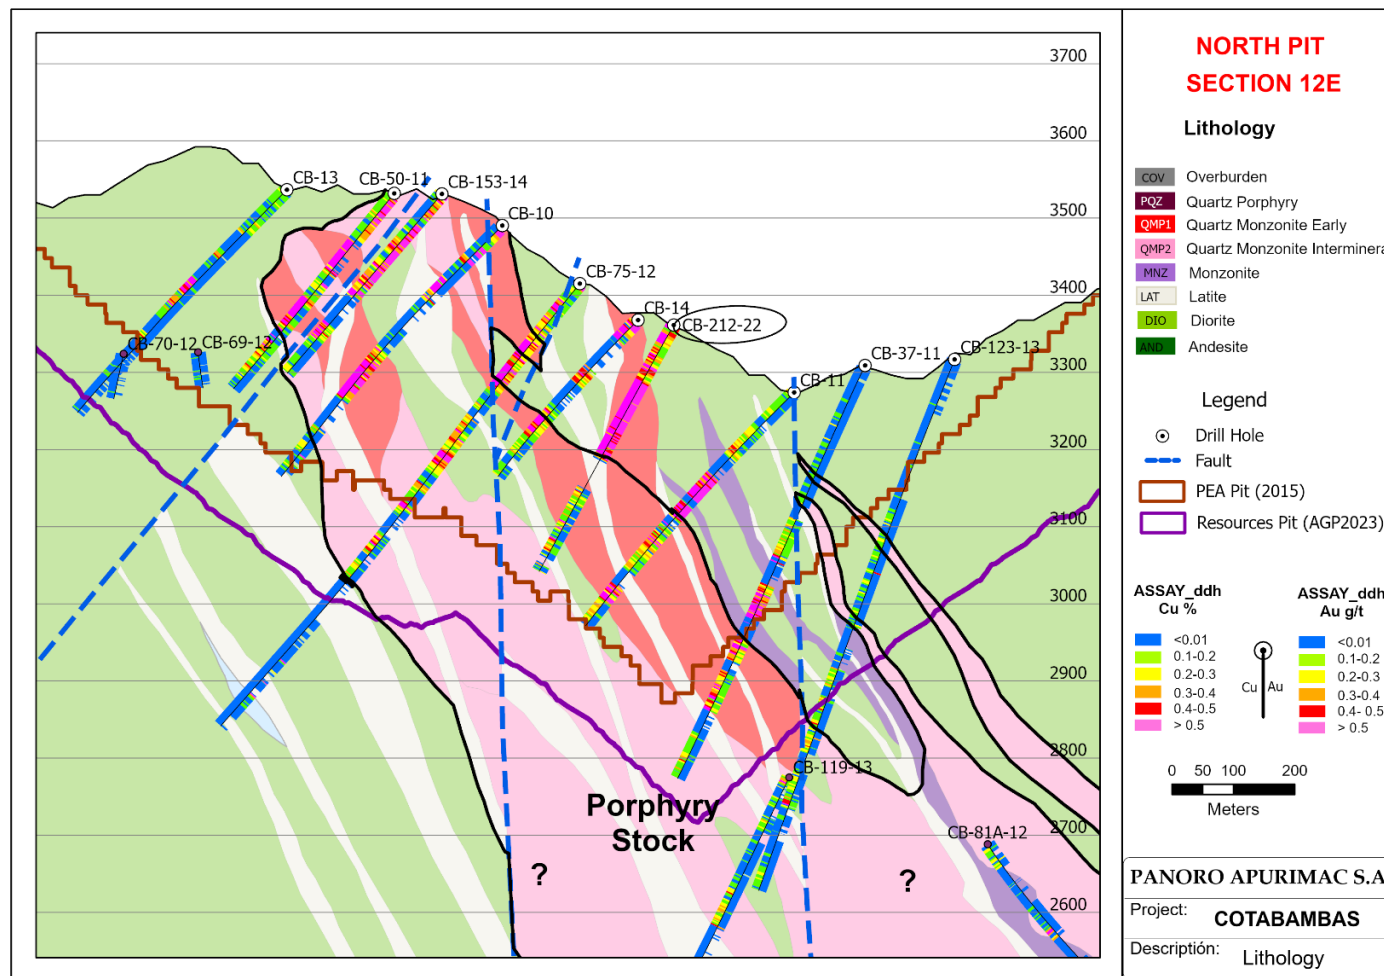 NORTH PIT
SECTION 12E
Lithology
COV Overburden
PQZ Quartz Porphyry
QMP1 Quartz Monzonite Early
QMP2 Quartz Monzonite Interminera
MNZ Monzonite
LAT Latite
DIO Diorite
AND Andesite
Legend
Drill Hole
Fault
PEA Pit (2015)
Resources Pit (AGP2023)
ASSAY_ddh ASSAY_ddh
Cu % Au g/t
<0.01 <0.01
0.1-0.2 0.1-0.2
0.2-0.3 0.2-0.3
0.3-0.4 0.3-0.4
0.4-0.5 0.4- 0.5
> 0.5 > 0.5
Cu Au
0 50 100 200
Meters
PANORO APURIMAC S.A
Project: COTABAMBAS
Descriptión: Lithology
3700
3600
3500
3400
3300
3200
3100
3000
2900
2800
2700
2600
CB-13
CB-50-11
CB-153-14
CB-10
CB-75-12
CB-14
CB-212-22
CB-70-12
CB-69-12
CB-11
CB-37-11
CB-123-13
CB-119-13
CB-81A-12
Porphyry
Stock
?
?